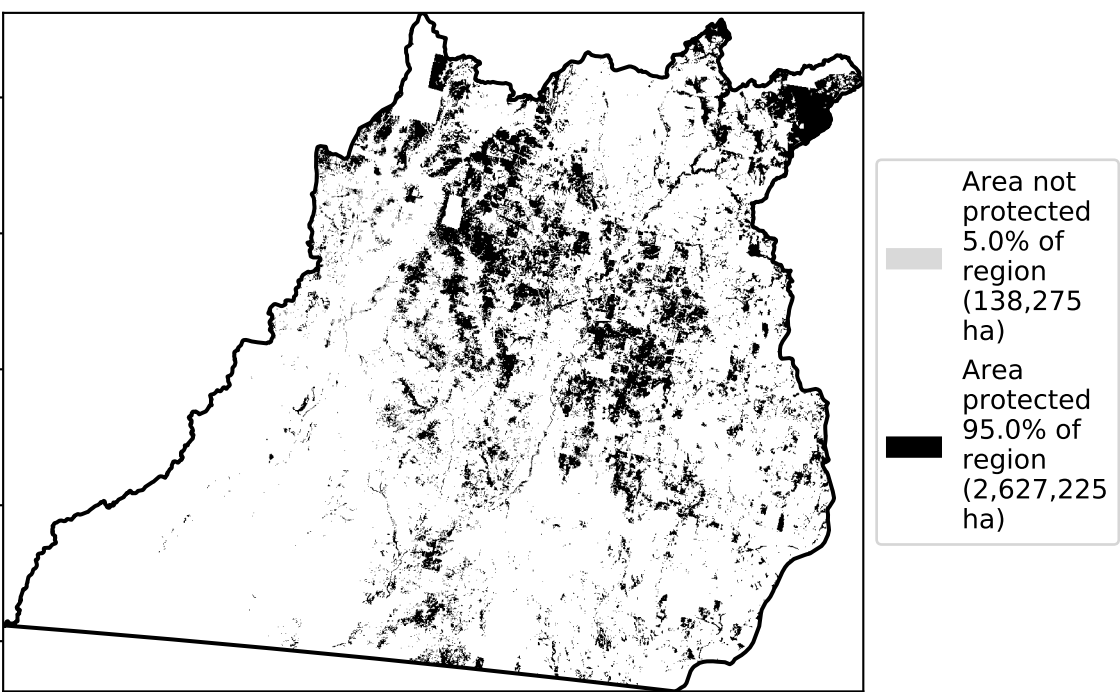 Area not
protected
5.0% of
region
(138,275
ha)
Area
protected
95.0% of
region
(2,627,225
ha)